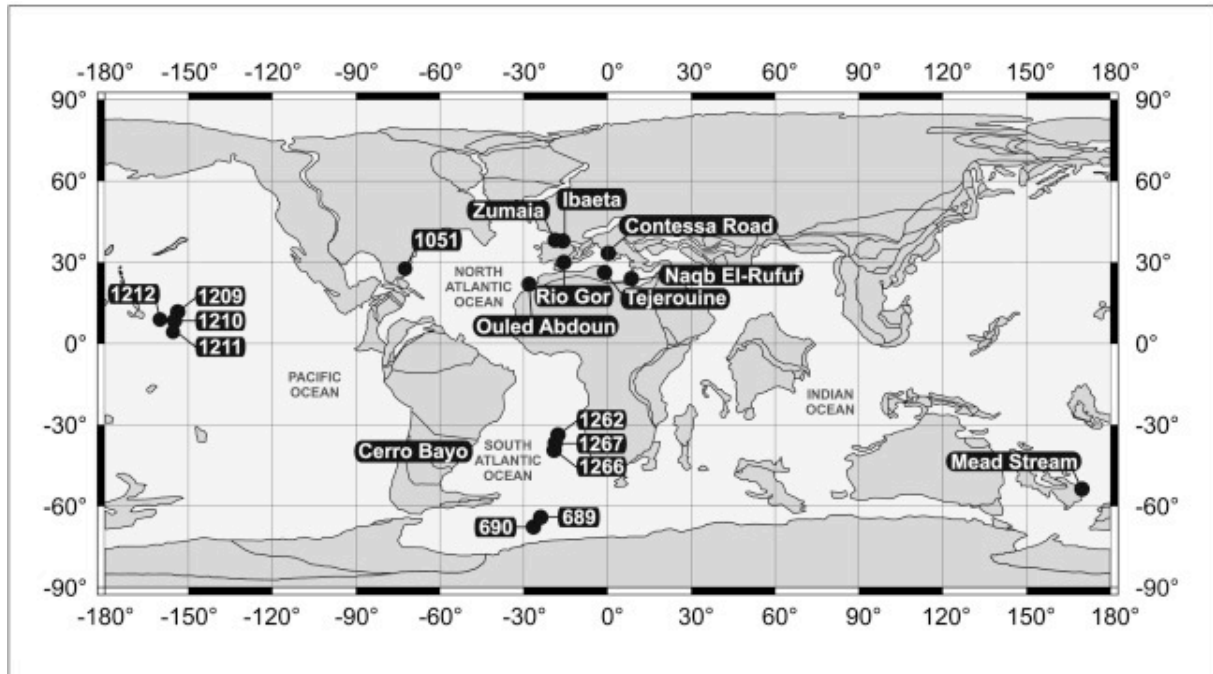 -180° -150° -120° -90° -60° -30° 0° 30° 60° 90° 120° 150° 180°
90° 90°
60° 60°
Ibaeta
Zumaia
Contessa Road
1051
30° 30°
NORTH
ATLANTIC
OCEAN
Naqb El-Rufuf
1212 1209
Rio Gor Tejerouine
1210
Ouled Abdoun
1211
0° 0°
PACIFIC
OCEAN
INDIAN
OCEAN
-30° -30°
1262
Cerro Bayo
SOUTH
ATLANTIC
OCEAN
1267
1266
Mead Stream
-60° -60°
690 689
-90° -90°
-180° -150° -120° -90° -60° -30° 0° 30° 60° 90° 120° 150° 180°